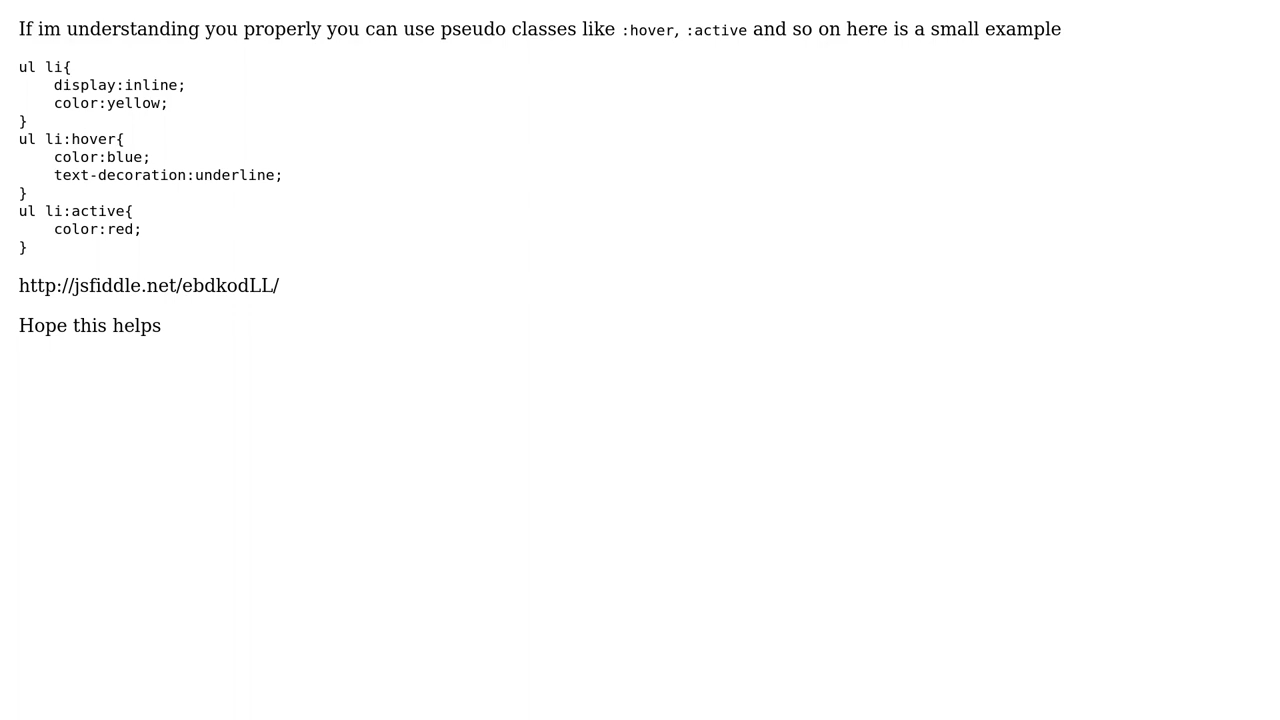 If im understanding you properly you can use pseudo classes like :hover, :active and so on here is a small example
ul li{
    display:inline;
    color:yellow;
}
ul li:hover{
    color:blue;
    text-decoration:underline;
}
ul li:active{
    color:red;
}
http://jsfiddle.net/ebdkodLL/
Hope this helps